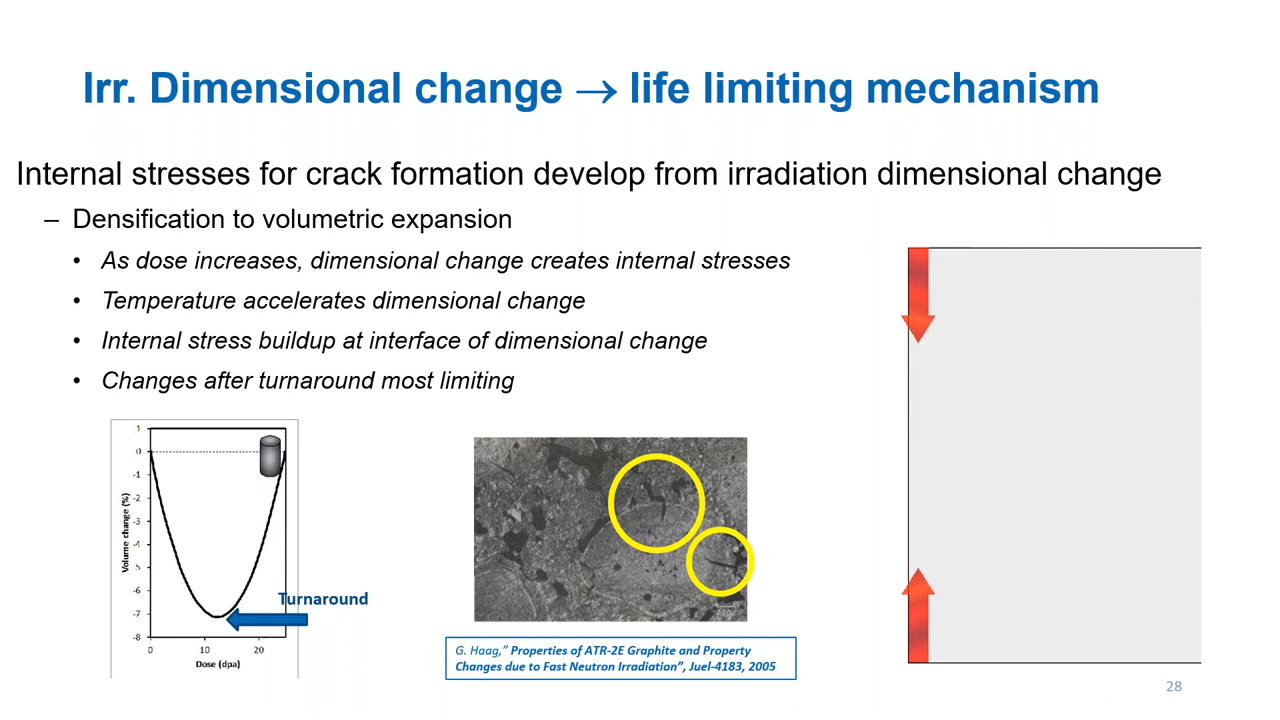 Irr. Dimensional change → life limiting mechanism
Internal stresses for crack formation develop from irradiation dimensional change
– Densification to volumetric expansion
• As dose increases, dimensional change creates internal stresses
• Temperature accelerates dimensional change
• Internal stress buildup at interface of dimensional change
• Changes after turnaround most limiting
1
0
-1
-2
-3
-4
-5
-6
-7
-8
Volume change (%)
0 10 20
Dose (dpa)
Turnaround
G. Haag,” Properties of ATR-2E Graphite and Property
Changes due to Fast Neutron Irradiation”, Juel-4183, 2005
28